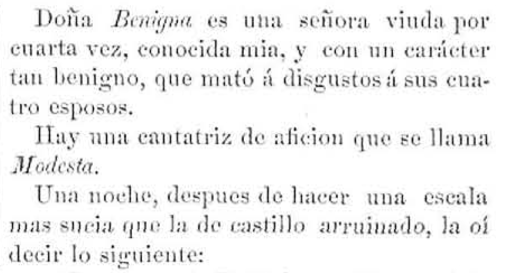 Doña Benigna es una señora viuda por
cuarta vez, conocida mia, y con un carácter
tan benigno, que mató á disgustos á sus cua-
tro esposos.
Hay una cantatriz de aficion que se llama
Modesta.
Una noche, despues de hacer una escala
mas sucia que la de castillo arruinado, la oí
decir lo siguiente: